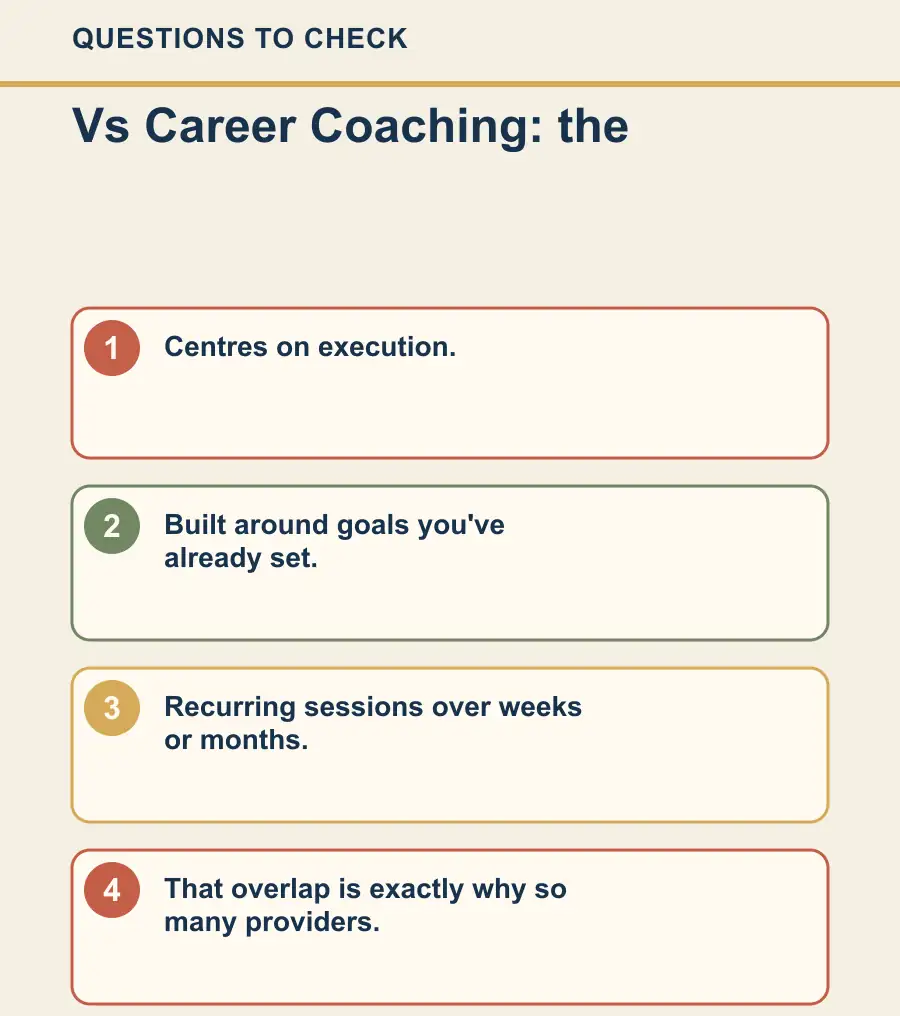 QUESTIONS TO CHECK
Vs Career Coaching: the
1
Centres on execution.
2
Built around goals you've
already set.
3
Recurring sessions over weeks
or months.
4
That overlap is exactly why so
many providers.